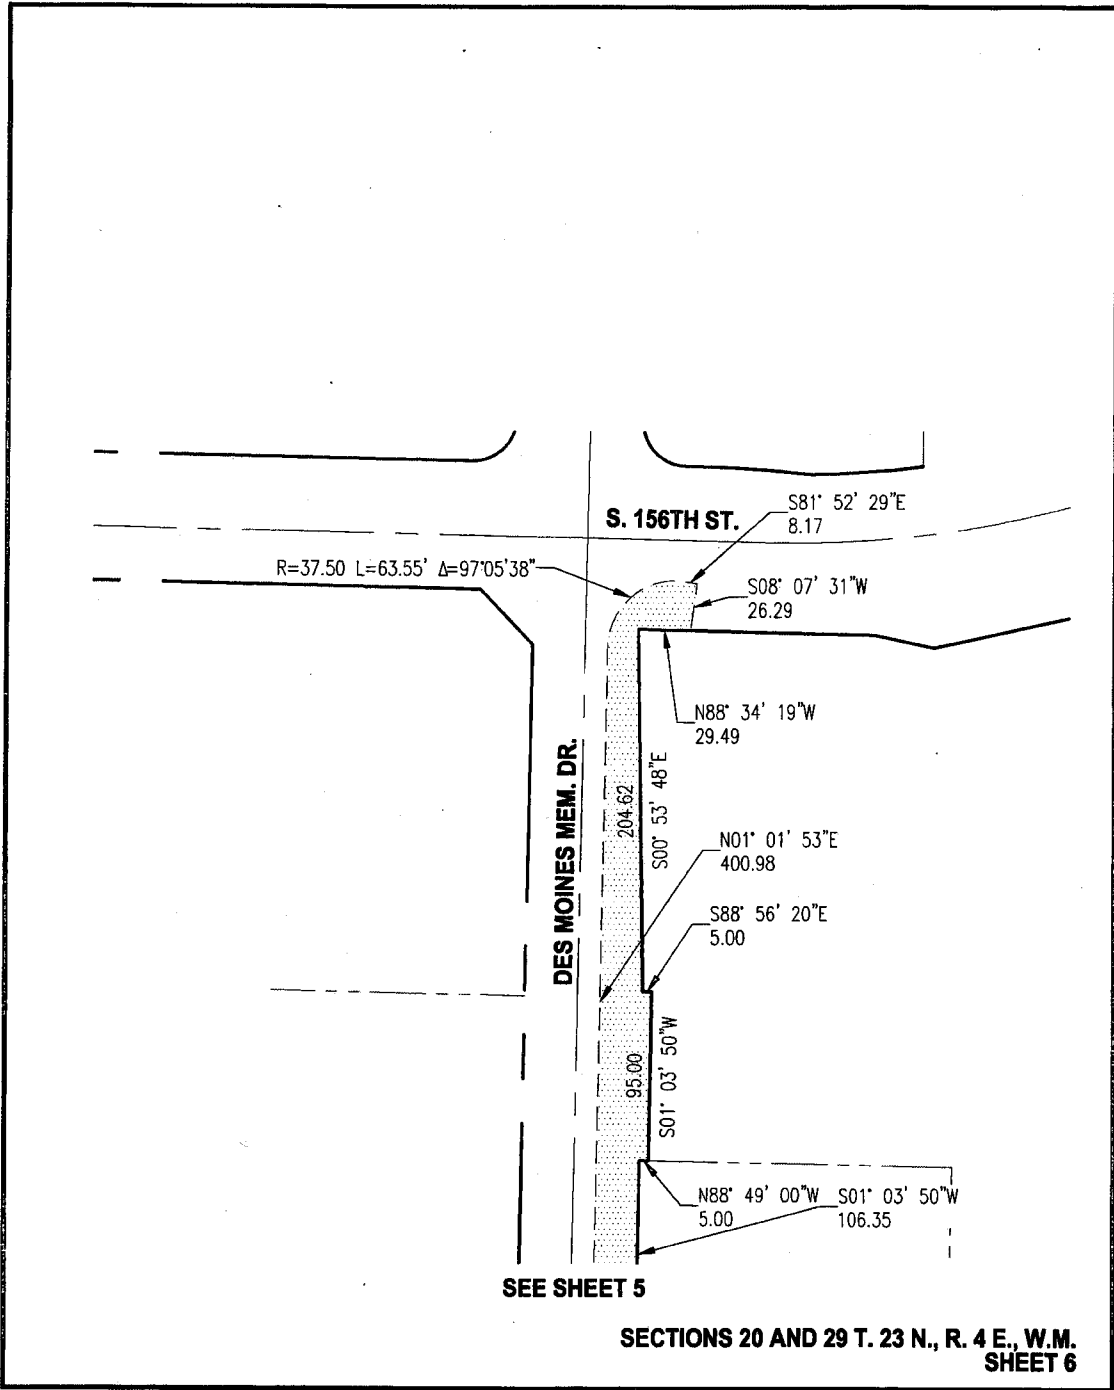 S81° 52' 29"E
8.17
S. 156TH ST.
R=37.50 L=63.55' Δ=97°05'38"
S08° 07' 31"W
26.29
N88° 34' 19"W
29.49
DES MOINES MEM. DR.
204.62
S00° 53' 48"E
N01° 01' 53"E
400.98
S88° 56' 20"E
5.00
95.00
S01° 03' 50"W
N88° 49' 00"W
5.00
S01° 03' 50"W
106.35
SEE SHEET 5
SECTIONS 20 AND 29 T. 23 N., R. 4 E., W.M.
SHEET 6